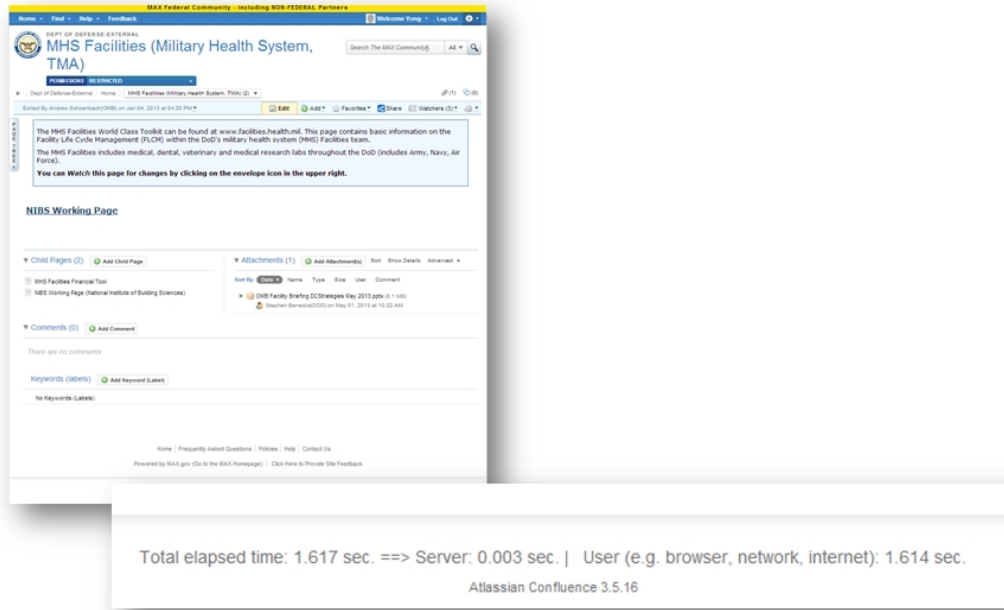 MAX Federal Community - including NON-FEDERAL Partners
Home Find Help Feedback Welcome Yong Log Out
DEPT OF DEFENSE-EXTERNAL
MHS Facilities (Military Health System,
TMA)
Search The MAX Community All
PERMISSIONS RESTRICTED
Dept of Defense-External Home MHS Facilities (Military Health System, TMA) (2) (1) (0)
Edited By Andrew Schoenbach(OMB) on Jan 04, 2013 at 04:20 PM Edit Add Favorites Share Watchers (3)
PAGE TREE
The MHS Facilities World Class Toolkit can be found at www.facilities.health.mil. This page contains basic information on the
Facility Life Cycle Management (FLCM) within the DoD's military health system (MHS) Facilities team.
The MHS Facilities includes medical, dental, veterinary and medical research labs throughout the DoD (includes Army, Navy, Air
Force).
You can Watch this page for changes by clicking on the envelope icon in the upper right.
NIBS Working Page
Child Pages (2) Add Child Page
MHS Facilities Financial Tool
NIBS Working Page (National Institute of Building Sciences)
Attachments (1) Add Attachment(s) Sort Show Details Advanced
Sort By: Date Name Type Size User Comment
OMB Facility Briefing DCStrategies May 2013.pptx (8.1 MB)
Stephen Benedict(DOD) on May 01, 2013 at 10:22 AM
Comments (0) Add Comment
There are no comments
Keywords (labels) Add Keyword (Label)
No Keywords (Labels)
Home | Frequently Asked Questions | Policies | Help | Contact Us
Powered by MAX.gov (Go to the MAX Homepage) | Click Here to Provide Site Feedback
Total elapsed time: 1.617 sec. ==> Server: 0.003 sec. | User (e.g. browser, network, internet): 1.614 sec.
Atlassian Confluence 3.5.16